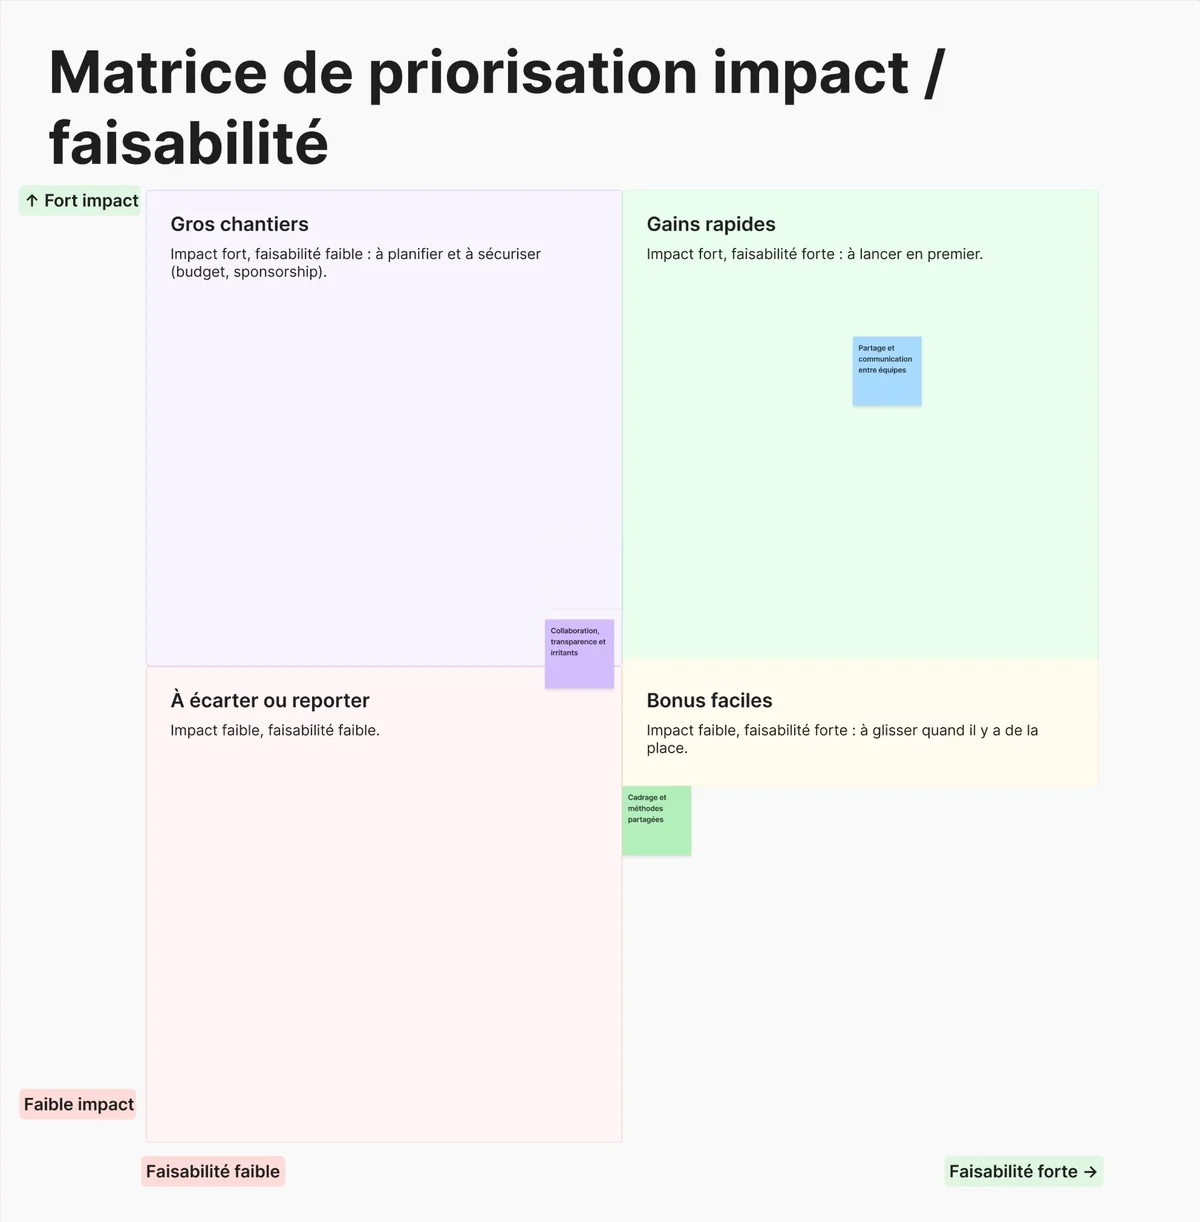 Matrice de priorisation impact /
faisabilité
↑ Fort impact
Gros chantiers
Impact fort, faisabilité faible : à planifier et à sécuriser
(budget, sponsorship).
Gains rapides
Impact fort, faisabilité forte : à lancer en premier.
Partage et
communication
entre équipes
Collaboration,
transparence et
irritants
À écarter ou reporter
Impact faible, faisabilité faible.
Bonus faciles
Impact faible, faisabilité forte : à glisser quand il y a de la
place.
Cadrage et
méthodes
partagées
Faible impact
Faisabilité faible
Faisabilité forte →